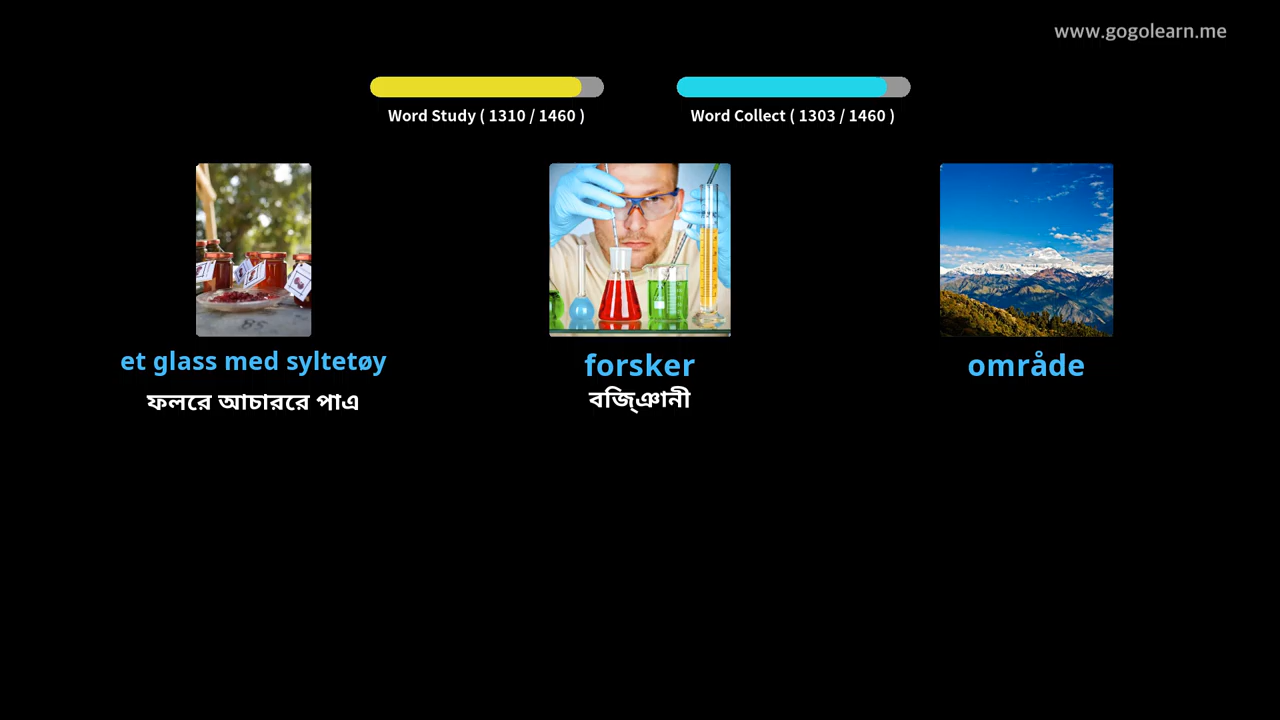 www.gogolearn.me
Word Study ( 1310 / 1460 )
Word Collect ( 1303 / 1460 )
et glass med syltetøy
forsker
område
ফলরে আচাররে পাএ
বজ্ঞিানী